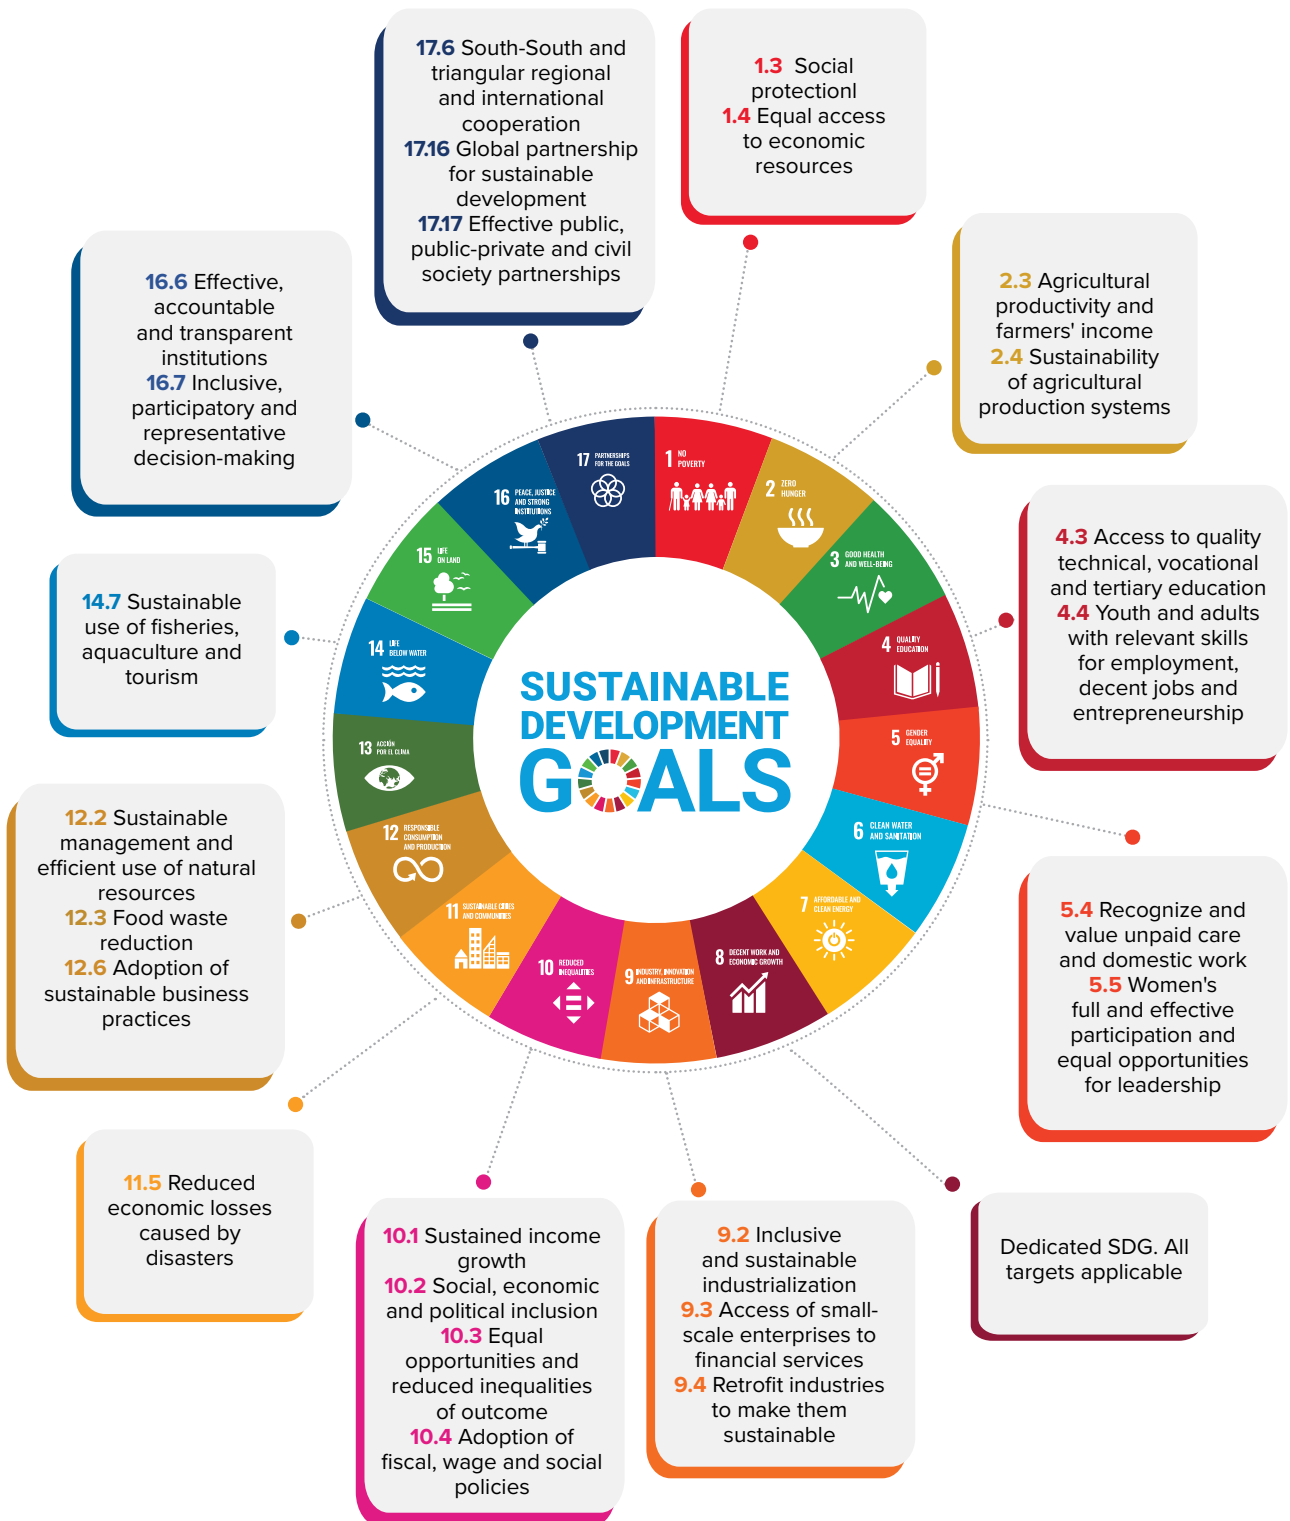 17.6 South-South and
triangular regional
and international
cooperation
17.16 Global partnership
for sustainable
development
17.17 Effective public,
public-private and civil
society partnerships
1.3 Social
protectionl
1.4 Equal access
to economic
resources
2.3 Agricultural
productivity and
farmers' income
2.4 Sustainability
of agricultural
production systems
16.6 Effective,
accountable
and transparent
institutions
16.7 Inclusive,
participatory and
representative
decision-making
4.3 Access to quality
technical, vocational
and tertiary education
4.4 Youth and adults
with relevant skills
for employment,
decent jobs and
entrepreneurship
14.7 Sustainable
use of fisheries,
aquaculture and
tourism
12.2 Sustainable
management and
efficient use of natural
resources
12.3 Food waste
reduction
12.6 Adoption of
sustainable business
practices
5.4 Recognize and
value unpaid care
and domestic work
5.5 Women's
full and effective
participation and
equal opportunities
for leadership
11.5 Reduced
economic losses
caused by
disasters
10.1 Sustained income
growth
10.2 Social, economic
and political inclusion
10.3 Equal
opportunities and
reduced inequalities
of outcome
10.4 Adoption of
fiscal, wage and social
policies
9.2 Inclusive
and sustainable
industrialization
9.3 Access of small-
scale enterprises to
financial services
9.4 Retrofit industries
to make them
sustainable
Dedicated SDG. All
targets applicable
SUSTAINABLE
DEVELOPMENT
GOALS
1 NO
POVERTY
2 ZERO
HUNGER
3 GOOD HEALTH
AND WELL-BEING
4 QUALITY
EDUCATION
5 GENDER
EQUALITY
6 CLEAN WATER
AND SANITATION
7 AFFORDABLE AND
CLEAN ENERGY
8 DECENT WORK AND
ECONOMIC GROWTH
9 INDUSTRY, INNOVATION
AND INFRASTRUCTURE
10 REDUCED
INEQUALITIES
11 SUSTAINABLE CITIES
AND COMMUNITIES
12 RESPONSIBLE
CONSUMPTION
AND PRODUCTION
13 ACCIÓN
POR EL CLIMA
14 LIFE
BELOW WATER
15 LIFE
ON LAND
16 PEACE, JUSTICE
AND STRONG
INSTITUTIONS
17 PARTNERSHIPS
FOR THE GOALS